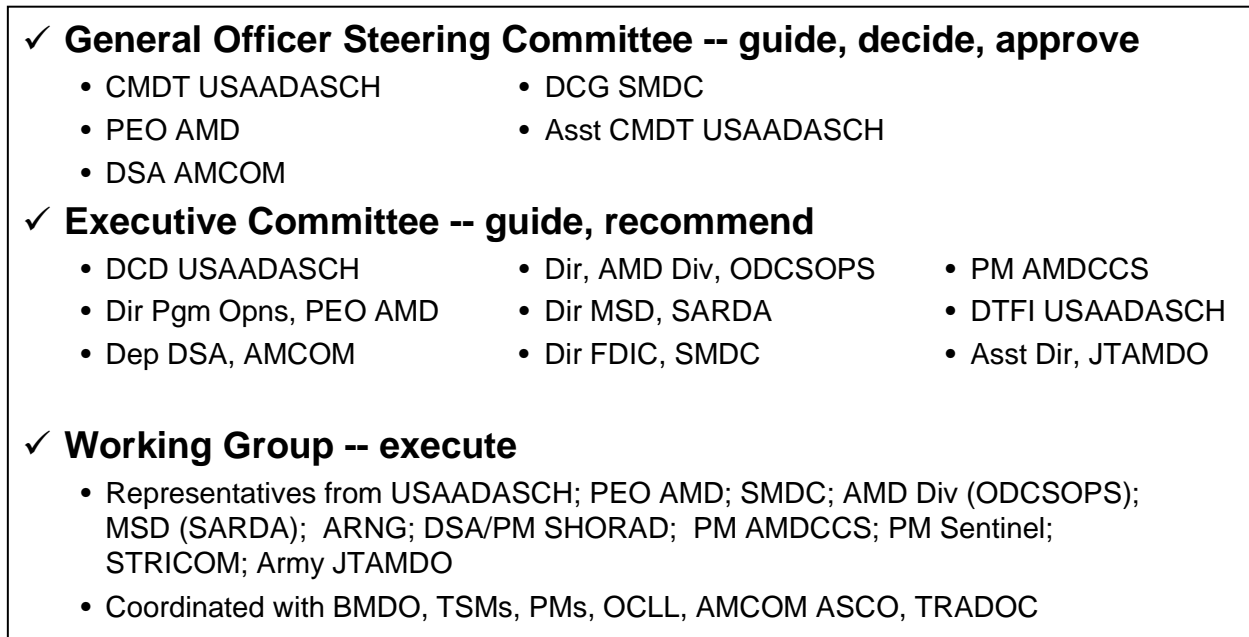 ✓ General Officer Steering Committee -- guide, decide, approve
• CMDT USAADASCH
• PEO AMD
• DSA AMCOM
• DCG SMDC
• Asst CMDT USAADASCH
✓ Executive Committee -- guide, recommend
• DCD USAADASCH
• Dir Pgm Opns, PEO AMD
• Dep DSA, AMCOM
• Dir, AMD Div, ODCSOPS
• Dir MSD, SARDA
• Dir FDIC, SMDC
• PM AMDCCS
• DTFI USAADASCH
• Asst Dir, JTAMDO
✓ Working Group -- execute
• Representatives from USAADASCH; PEO AMD; SMDC; AMD Div (ODCSOPS);
MSD (SARDA);  ARNG; DSA/PM SHORAD;  PM AMDCCS; PM Sentinel;
STRICOM; Army JTAMDO
• Coordinated with BMDO, TSMs, PMs, OCLL, AMCOM ASCO, TRADOC